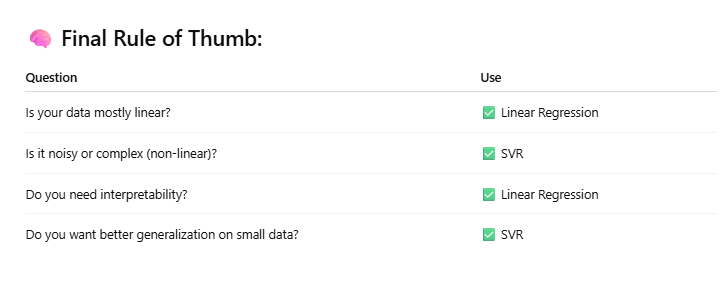 🧠 Final Rule of Thumb:
Question Use
Is your data mostly linear? ✅ Linear Regression
Is it noisy or complex (non-linear)? ✅ SVR
Do you need interpretability? ✅ Linear Regression
Do you want better generalization on small data? ✅ SVR